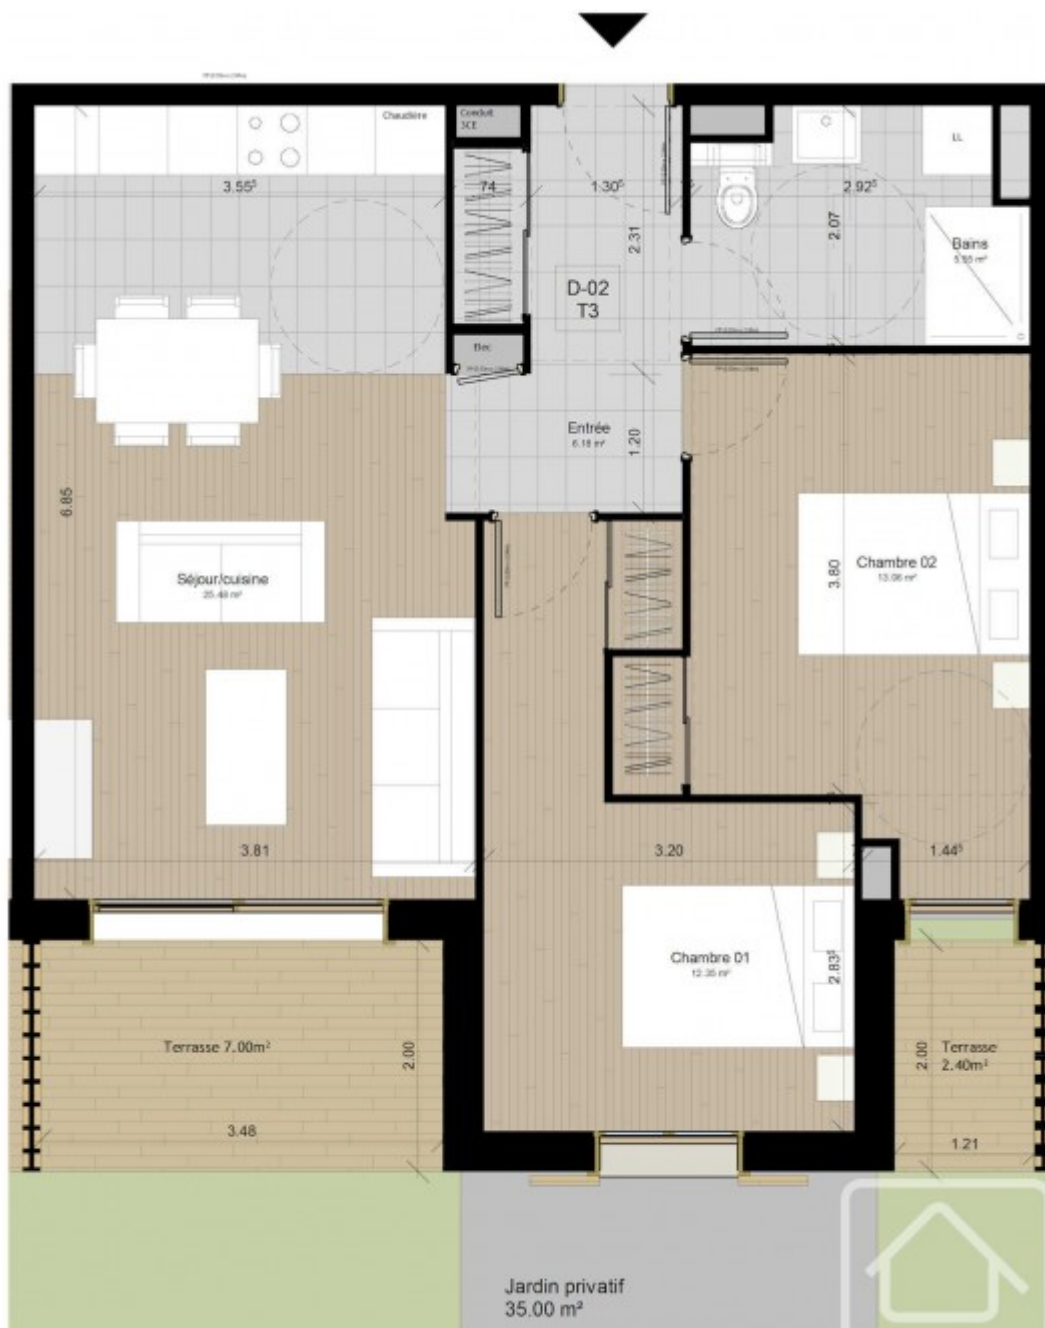 Chaudière
Conduit
3CE
LL
3.55⁵
74
1.30⁵
2.92⁵
2.31
2.07
Bains
D-02
T3
Elec
Entrée
6.18 m²
1.20
6.85
Séjour/cuisine
25.48 m²
3.80
Chambre 02
13.06 m²
3.81
3.20
1.44⁵
Chambre 01
12.35 m²
2.83⁵
Terrasse 7.00m²
2.00
3.48
2.00
Terrasse
2.40m²
1.21
Jardin privatif
35.00 m²